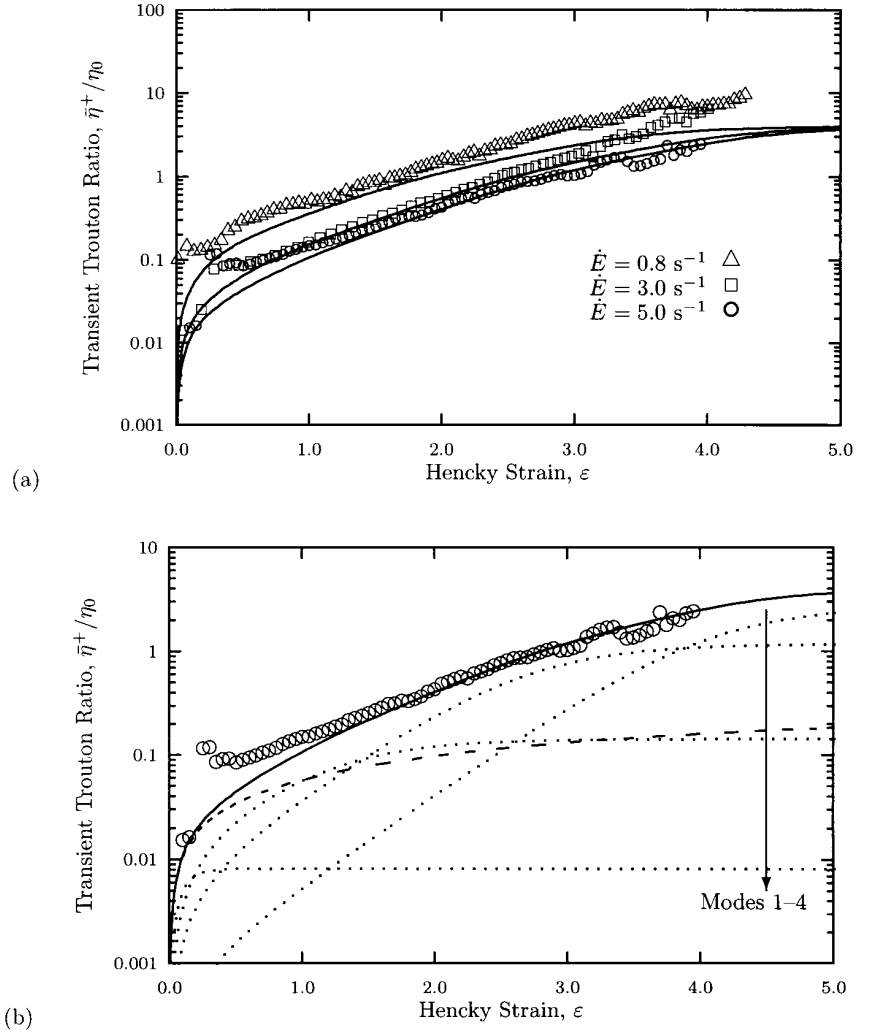 100
10
1
0.1
0.01
0.001
Transient Trouton Ratio, η̄⁺/η₀
Ė = 0.8 s⁻¹
Ė = 3.0 s⁻¹
Ė = 5.0 s⁻¹
0.0 1.0 2.0 3.0 4.0 5.0
Hencky Strain, ε
(a)
10
1
0.1
0.01
0.001
Transient Trouton Ratio, η̄⁺/η₀
Modes 1–4
0.0 1.0 2.0 3.0 4.0 5.0
Hencky Strain, ε
(b)